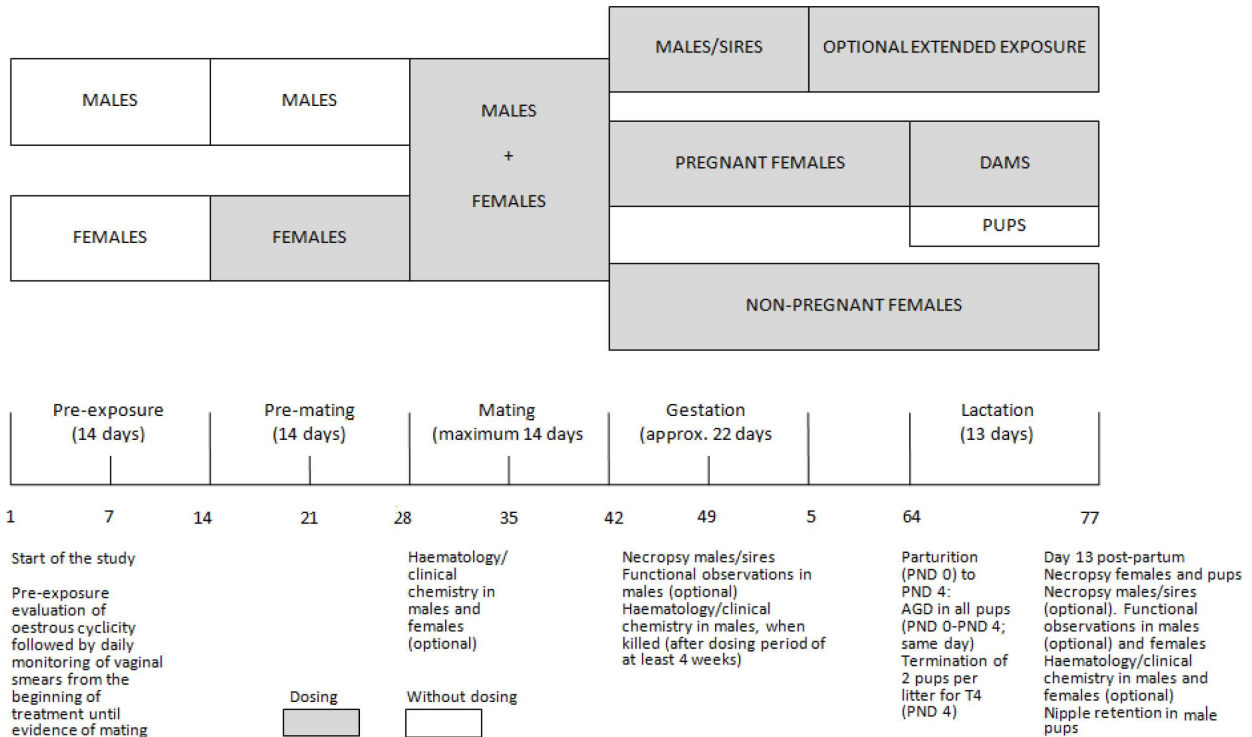 MALES/SIRES
OPTIONAL EXTENDED EXPOSURE
MALES
MALES
MALES
+
FEMALES
PREGNANT FEMALES
DAMS
PUPS
FEMALES
FEMALES
NON-PREGNANT FEMALES
Pre-exposure
(14 days)
Pre-mating
(14 days)
Mating
(maximum 14 days
Gestation
(approx. 22 days
Lactation
(13 days)
1
7
14
21
28
35
42
49
5
64
77
Start of the study
Pre-exposure
evaluation of
oestrous cyclicity
followed by daily
monitoring of vaginal
smears from the
beginning of
treatment until
evidence of mating
Haematology/
clinical
chemistry in
males and
females
(optional)
Necropsy males/sires
Functional observations in
males (optional)
Haematology/clinical
chemistry in males, when
killed (after dosing period of
at least 4 weeks)
Parturition
(PND 0) to
PND 4:
AGD in all pups
(PND 0-PND 4;
same day)
Termination of
2 pups per
litter for T4
(PND 4)
Day 13 post-partum
Necropsy females and pups
Necropsy males/sires
(optional). Functional
observations in males
(optional) and females
Haematology/clinical
chemistry in males and
females (optional)
Nipple retention in male
pups
Dosing
Without dosing